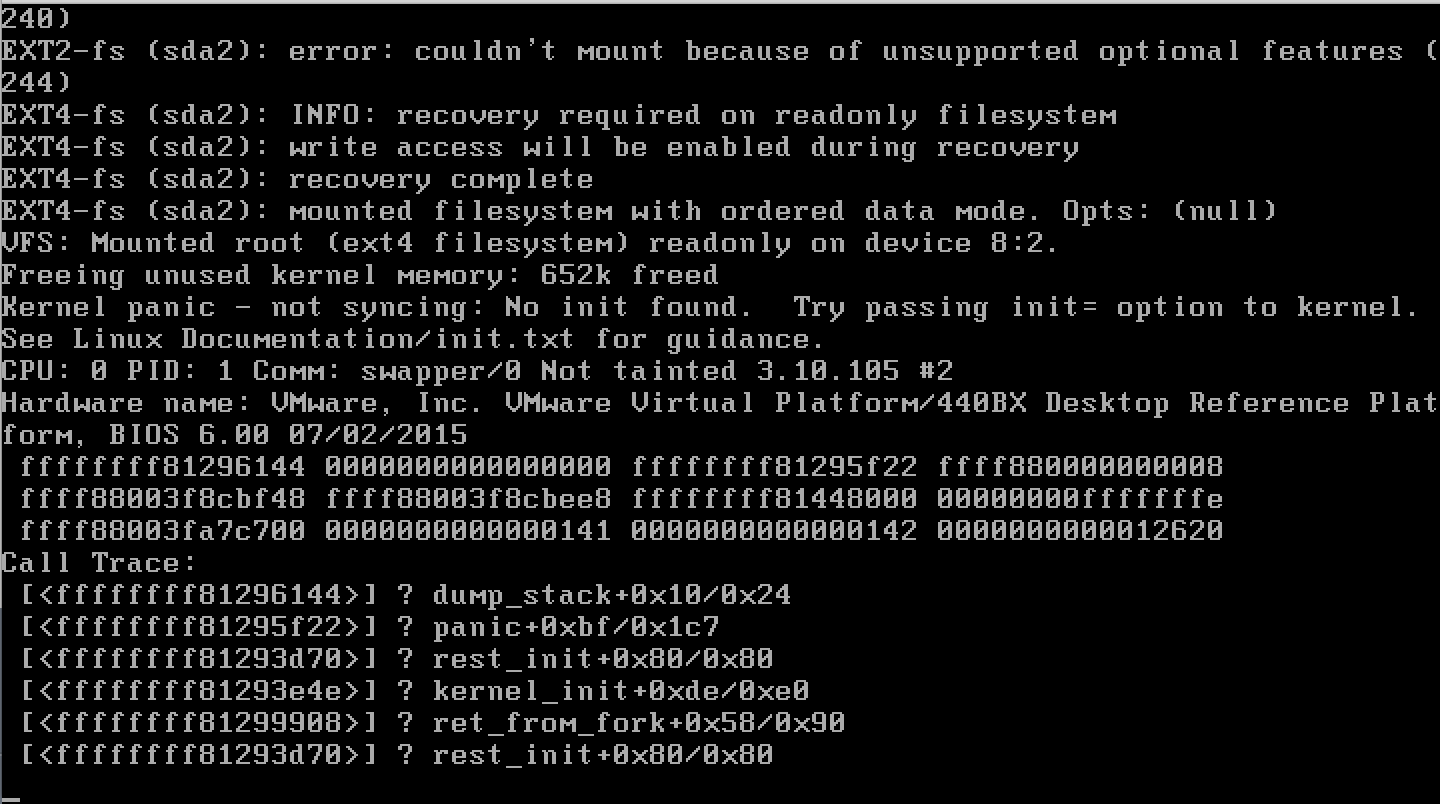 240)
EXT2-fs (sda2): error: couldn't mount because of unsupported optional features (
244)
EXT4-fs (sda2): INFO: recovery required on readonly filesystem
EXT4-fs (sda2): write access will be enabled during recovery
EXT4-fs (sda2): recovery complete
EXT4-fs (sda2): mounted filesystem with ordered data mode. Opts: (null)
VFS: Mounted root (ext4 filesystem) readonly on device 8:2.
Freeing unused kernel memory: 652k freed
Kernel panic - not syncing: No init found.  Try passing init= option to kernel.
See Linux Documentation/init.txt for guidance.
CPU: 0 PID: 1 Comm: swapper/0 Not tainted 3.10.105 #2
Hardware name: VMware, Inc. VMware Virtual Platform/440BX Desktop Reference Plat
form, BIOS 6.00 07/02/2015
 ffffffff81296144 0000000000000000 ffffffff81295f22 ffff880000000008
 ffff88003f8cbf48 ffff88003f8cbee8 ffffffff81448000 00000000fffffffe
 ffff88003fa7c700 0000000000000141 0000000000000142 0000000000012620
Call Trace:
 [<ffffffff81296144>] ? dump_stack+0x10/0x24
 [<ffffffff81295f22>] ? panic+0xbf/0x1c7
 [<ffffffff81293d70>] ? rest_init+0x80/0x80
 [<ffffffff81293e4e>] ? kernel_init+0xde/0xe0
 [<ffffffff81299908>] ? ret_from_fork+0x58/0x90
 [<ffffffff81293d70>] ? rest_init+0x80/0x80
_